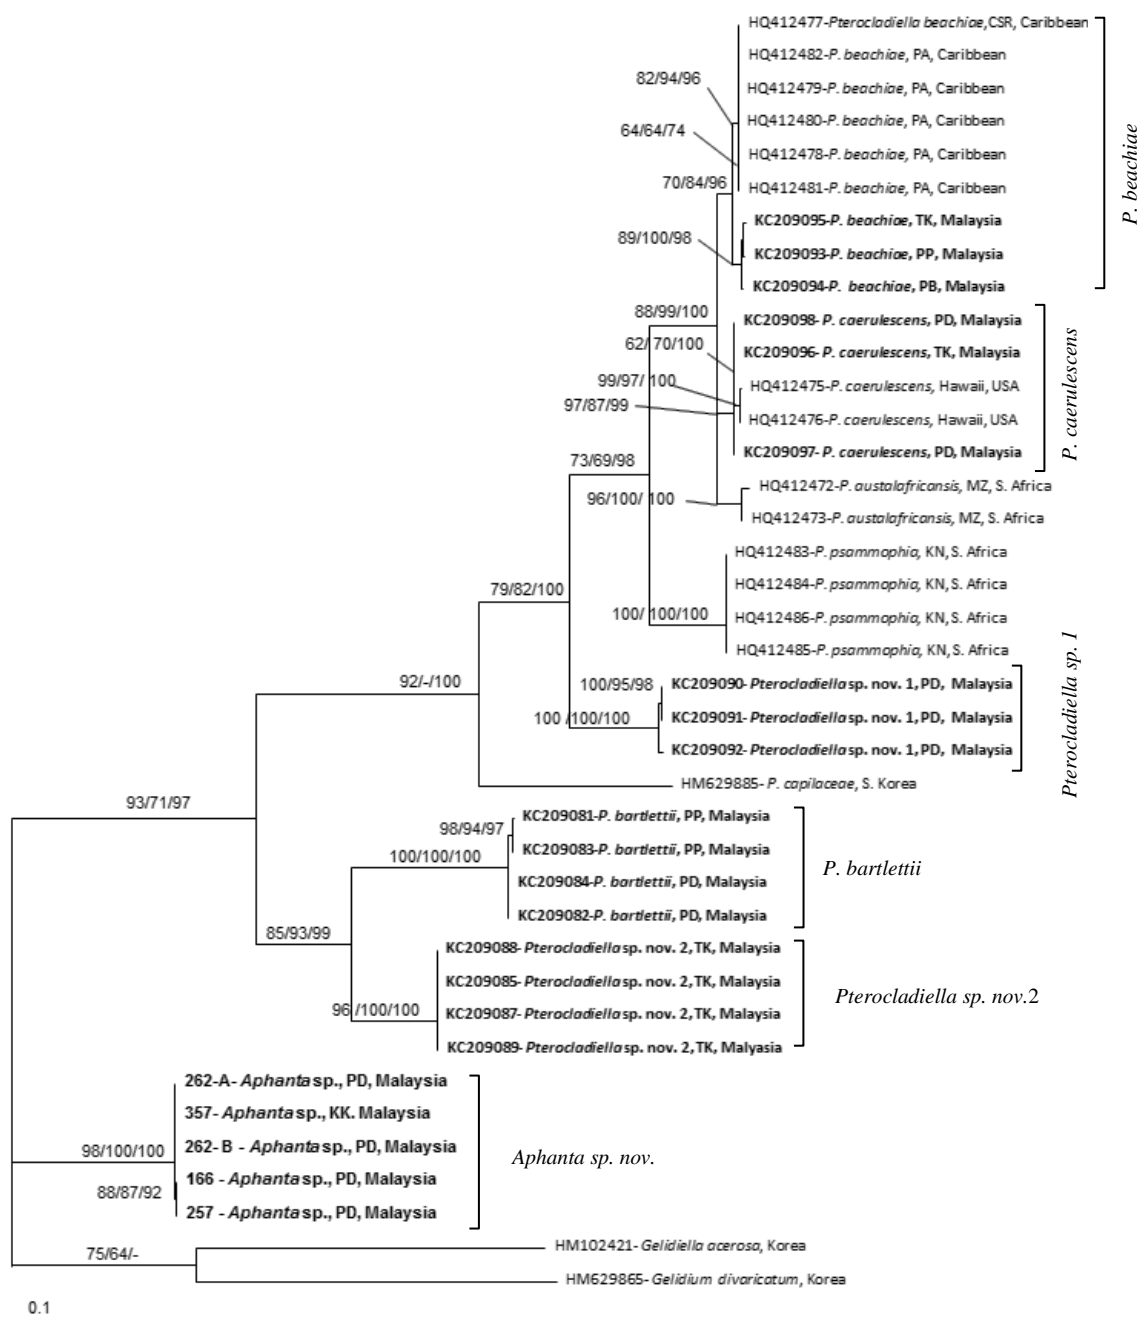 HQ412477-Pterocladiella beachiae,CSR, Caribbean
HQ412482-P. beachiae, PA, Caribbean
82/94/96
HQ412479-P. beachiae, PA, Caribbean
HQ412480-P. beachiae, PA, Caribbean
64/64/74
HQ412478-P. beachiae, PA, Caribbean
P. beachiae
70/84/96
HQ412481-P. beachiae, PA, Caribbean
KC209095-P. beachiae, TK, Malaysia
89/100/98
KC209093-P. beachiae, PP, Malaysia
KC209094-P. beachiae, PB, Malaysia
88/99/100
KC209098- P. caerulescens, PD, Malaysia
62/ 70/100
KC209096- P. caerulescens, TK, Malaysia
99/97/ 100
HQ412475-P. caerulescens, Hawaii, USA
P. caerulescens
97/87/99
HQ412476-P. caerulescens, Hawaii, USA
KC209097- P. caerulescens, PD, Malaysia
73/69/98
HQ412472-P. austalafricansis, MZ, S. Africa
96/100/ 100
HQ412473-P. austalafricansis, MZ, S. Africa
HQ412483-P. psammophia, KN, S. Africa
79/82/100
HQ412484-P. psammophia, KN, S. Africa
100/ 100/100
HQ412486-P. psammophia, KN, S. Africa
HQ412485-P. psammophia, KN, S. Africa
92/-/100
100/95/98
KC209090- Pterocladiella sp. nov. 1, PD, Malaysia
Pterocladiella sp. 1
100 /100/100
KC209091- Pterocladiella sp. nov. 1, PD, Malaysia
KC209092- Pterocladiella sp. nov. 1, PD, Malaysia
HM629885- P. capilaceae, S. Korea
93/71/97
KC209081-P. bartlettii, PP, Malaysia
98/94/97
KC209083-P. bartlettii, PP, Malaysia
100/100/100
P. bartlettii
KC209084-P. bartlettii, PD, Malaysia
KC209082-P. bartlettii, PD, Malaysia
85/93/99
KC209088- Pterocladiella sp. nov. 2, TK, Malaysia
KC209085- Pterocladiella sp. nov. 2, TK, Malaysia
Pterocladiella sp. nov.2
96 /100/100
KC209087- Pterocladiella sp. nov. 2, TK, Malaysia
KC209089- Pterocladiella sp. nov. 2, TK, Malyasia
262-A- Aphanta sp., PD, Malaysia
357- Aphanta sp., KK. Malaysia
98/100/100
262- B - Aphanta sp., PD, Malaysia
Aphanta sp. nov.
166 - Aphanta sp., PD, Malaysia
88/87/92
257 - Aphanta sp., PD, Malaysia
75/64/-
HM102421- Gelidiella acerosa, Korea
HM629865- Gelidium divaricatum, Korea
0.1